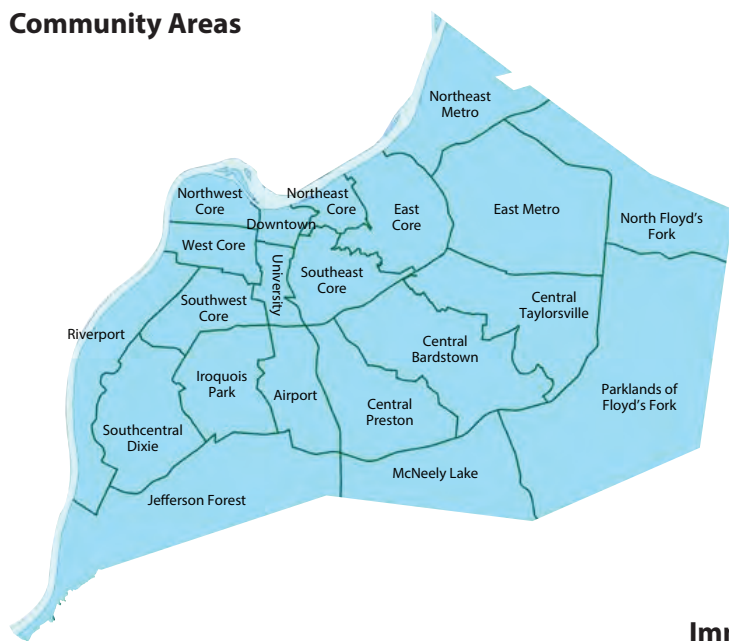 Community Areas
Northeast
Metro
Northwest
Core
Northeast
Core
East
Core
East Metro
North Floyd's
Fork
Downtown
West Core
University
Southeast
Core
Southwest
Core
Central
Taylorsville
Riverport
Central
Bardstown
Iroquois
Park
Airport
Central
Preston
Parklands of
Floyd's Fork
Southcentral
Dixie
McNeely Lake
Jefferson Forest